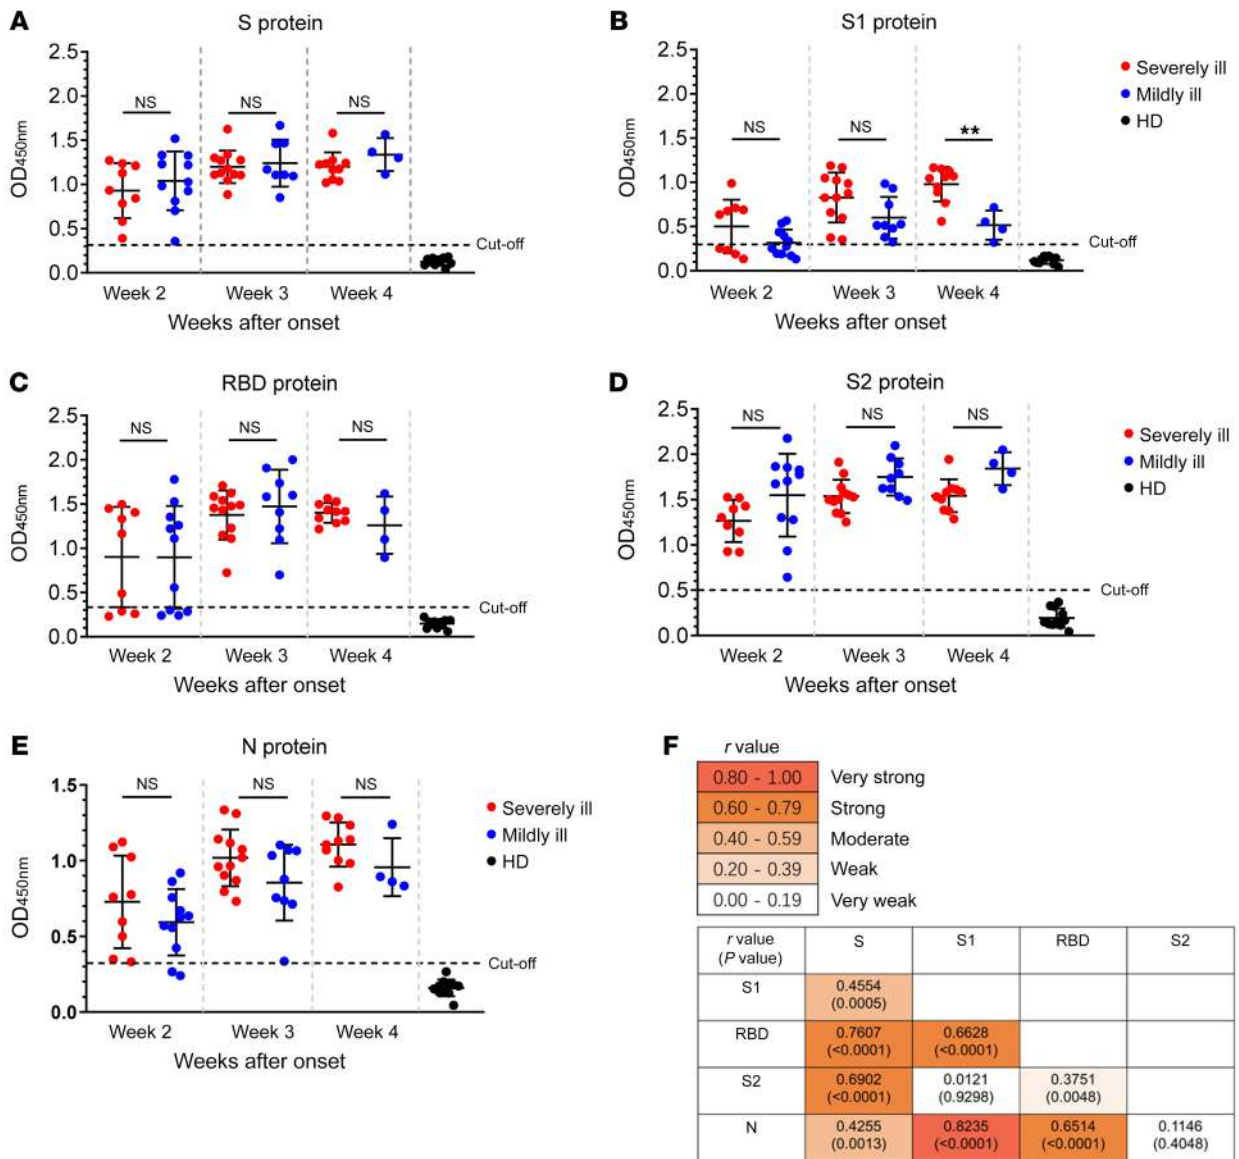 A
S protein
2.5
2.0
1.5
1.0
0.5
0.0
OD450nm
NS
NS
NS
Cut-off
Week 2
Week 3
Week 4
Weeks after onset
B
S1 protein
2.5
2.0
1.5
1.0
0.5
0.0
OD450nm
NS
NS
**
Cut-off
Week 2
Week 3
Week 4
Weeks after onset
Severely ill
Mildly ill
HD
C
RBD protein
2.5
2.0
1.5
1.0
0.5
0.0
OD450nm
NS
NS
NS
Cut-off
Week 2
Week 3
Week 4
Weeks after onset
D
S2 protein
2.5
2.0
1.5
1.0
0.5
0.0
OD450nm
NS
NS
NS
Cut-off
Week 2
Week 3
Week 4
Weeks after onset
Severely ill
Mildly ill
HD
E
N protein
1.5
1.0
0.5
0.0
OD450nm
NS
NS
NS
Cut-off
Week 2
Week 3
Week 4
Weeks after onset
Severely ill
Mildly ill
HD
F
r value
0.80 - 1.00 Very strong
0.60 - 0.79 Strong
0.40 - 0.59 Moderate
0.20 - 0.39 Weak
0.00 - 0.19 Very weak
r value S S1 RBD S2
(P value)
S1 0.4554
(0.0005)
RBD 0.7607 0.6628
(<0.0001) (<0.0001)
S2 0.6902 0.0121 0.3751
(<0.0001) (0.9298) (0.0048)
N 0.4255 0.8235 0.6514 0.1146
(0.0013) (<0.0001) (<0.0001) (0.4048)